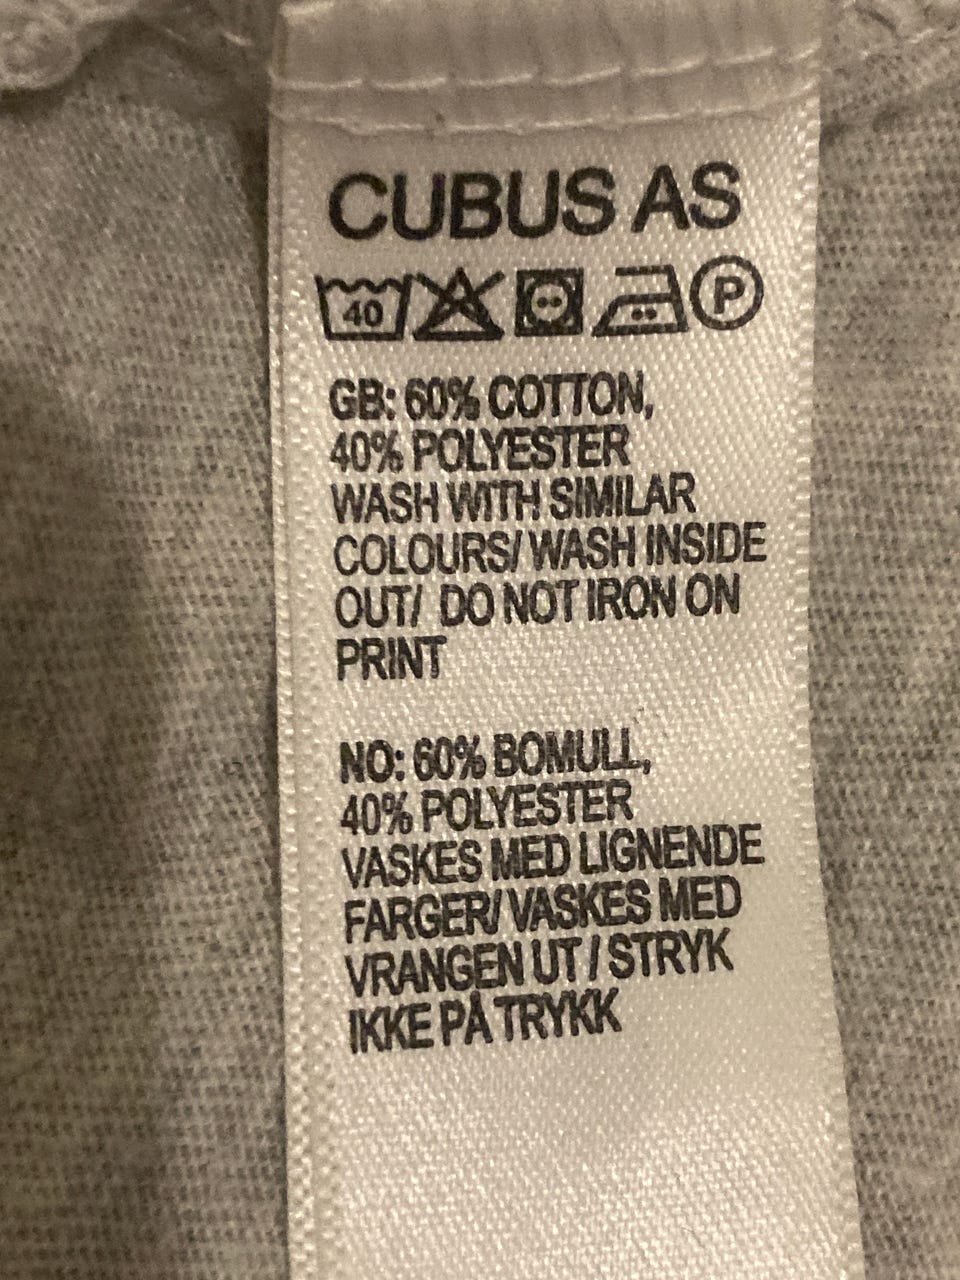 CUBUS AS
40 P
GB: 60% COTTON,
40% POLYESTER
WASH WITH SIMILAR
COLOURS/ WASH INSIDE
OUT/ DO NOT IRON ON
PRINT
NO: 60% BOMULL,
40% POLYESTER
VASKES MED LIGNENDE
FARGER/ VASKES MED
VRANGEN UT / STRYK
IKKE PÅ TRYKK